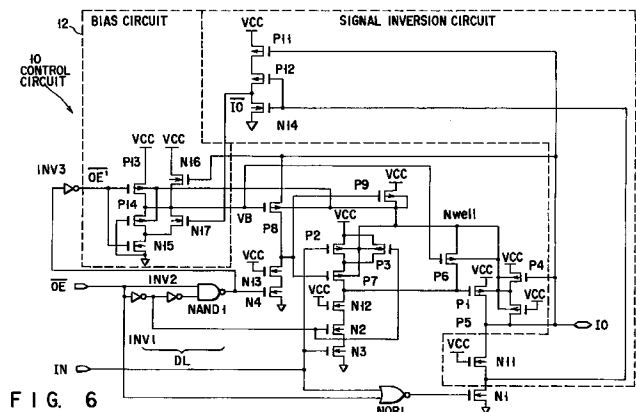 12
BIAS CIRCUIT
SIGNAL INVERSION CIRCUIT
10
CONTROL
CIRCUIT
VCC
P11
P12
IO
N14
VCC VCC
P13
N16
INV3
OE'
P14
N15
N17
VB
P8
P9
VCC
VCC
P2
P3
Nwell
P7
P6
VCC
P1
P4
VCC
P5
IO
N13
VCC
N4
VCC
N12
N2
N3
OE
INV2
NAND1
INV1
DL
IN
VCC
N11
N1
NOR1
FIG. 6